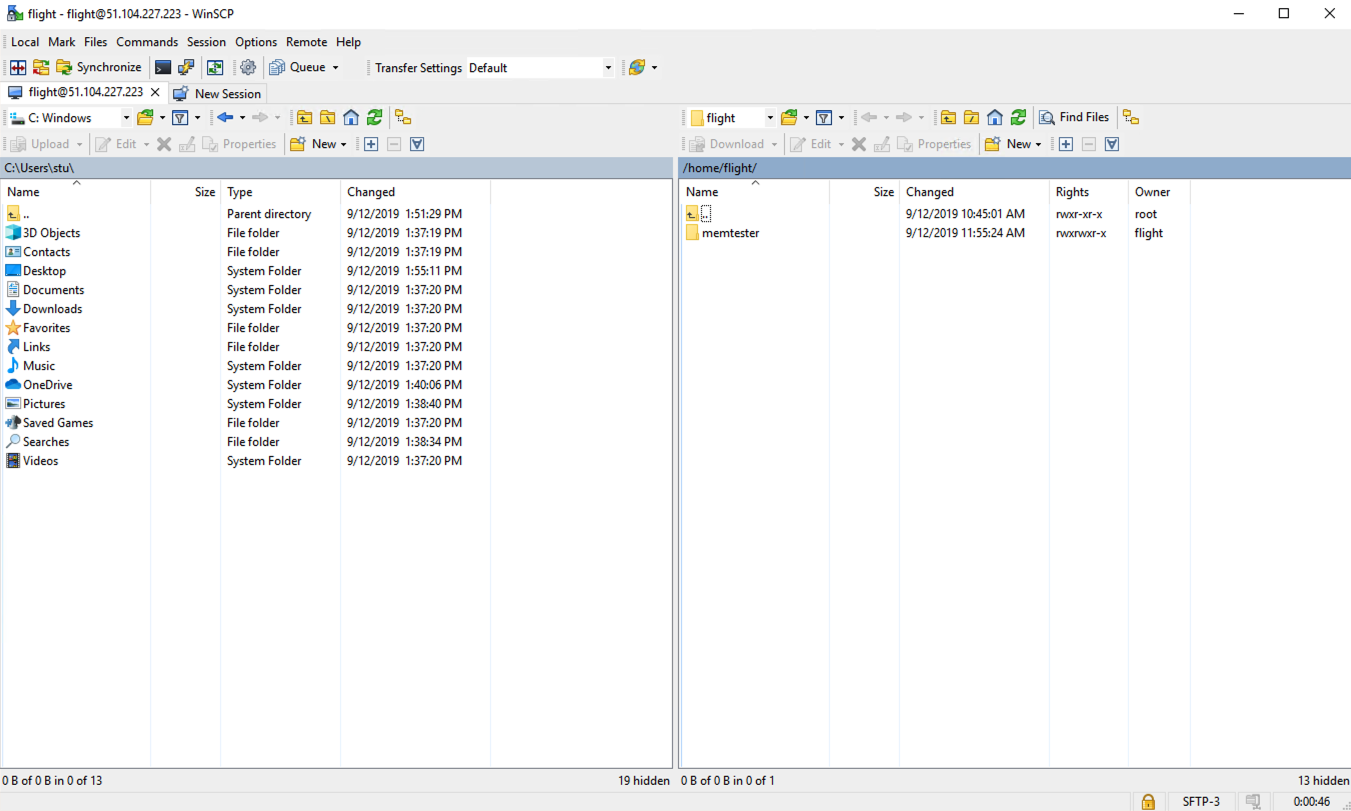 flight - flight@51.104.227.223 - WinSCP
Local Mark Files Commands Session Options Remote Help
Synchronize Queue Transfer Settings Default
flight@51.104.227.223 New Session
C: Windows
Upload Edit Properties New
C:\Users\stu\
Name Size Type Changed
.. Parent directory 9/12/2019 1:51:29 PM
3D Objects File folder 9/12/2019 1:37:19 PM
Contacts File folder 9/12/2019 1:37:19 PM
Desktop System Folder 9/12/2019 1:55:11 PM
Documents System Folder 9/12/2019 1:37:20 PM
Downloads System Folder 9/12/2019 1:37:20 PM
Favorites File folder 9/12/2019 1:37:20 PM
Links File folder 9/12/2019 1:37:20 PM
Music System Folder 9/12/2019 1:37:20 PM
OneDrive System Folder 9/12/2019 1:40:06 PM
Pictures System Folder 9/12/2019 1:38:40 PM
Saved Games File folder 9/12/2019 1:37:20 PM
Searches File folder 9/12/2019 1:38:34 PM
Videos System Folder 9/12/2019 1:37:20 PM
0 B of 0 B in 0 of 13 19 hidden
flight Find Files
Download Edit Properties New
/home/flight/
Name Size Changed Rights Owner
.. 9/12/2019 10:45:01 AM rwxr-xr-x root
memtester 9/12/2019 11:55:24 AM rwxrwxr-x flight
0 B of 0 B in 0 of 1 13 hidden
SFTP-3 0:00:46